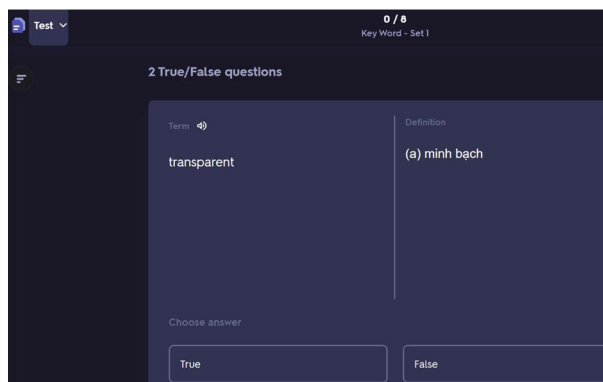 Test
0 / 8
Key Word - Set 1
2 True/False questions
Term
Definition
transparent
(a) minh bạch
Choose answer
True
False